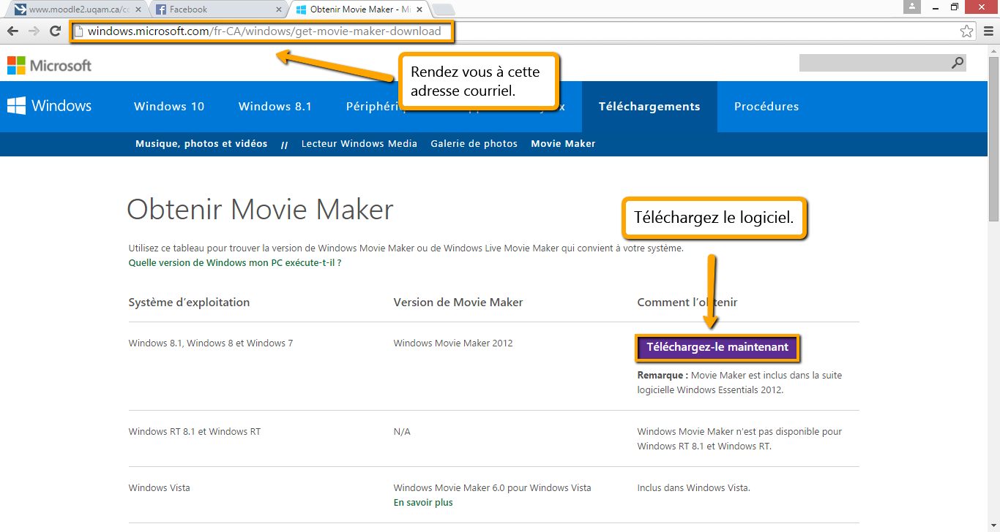 www.moodle2.uqam.ca/co
Facebook
Obtenir Movie Maker - Mi
windows.microsoft.com/fr-CA/windows/get-movie-maker-download
Microsoft
Rendez vous à cette
adresse courriel.
Windows
Windows 10
Windows 8.1
Téléchargements
Procédures
Musique, photos et vidéos // Lecteur Windows Media Galerie de photos Movie Maker
Obtenir Movie Maker
Téléchargez le logiciel.
Utilisez ce tableau pour trouver la version de Windows Movie Maker ou de Windows Live Movie Maker qui convient à votre système.
Quelle version de Windows mon PC exécute-t-il ?
Système d'exploitation
Version de Movie Maker
Comment l'obtenir
Windows 8.1, Windows 8 et Windows 7
Windows Movie Maker 2012
Téléchargez-le maintenant
Remarque : Movie Maker est inclus dans la suite
logicielle Windows Essentials 2012.
Windows RT 8.1 et Windows RT
N/A
Windows Movie Maker n'est pas disponible pour
Windows RT 8.1 et Windows RT.
Windows Vista
Windows Movie Maker 6.0 pour Windows Vista
En savoir plus
Inclus dans Windows Vista.